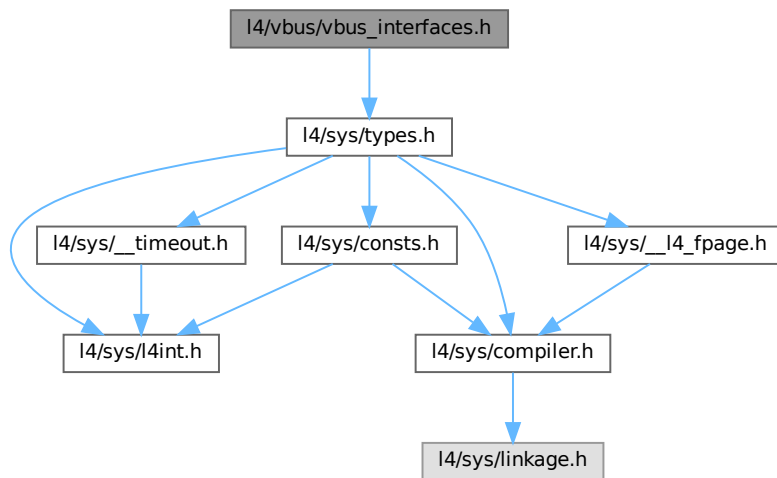 l4/vbus/vbus_interfaces.h
l4/sys/types.h
l4/sys/__timeout.h
l4/sys/consts.h
l4/sys/__l4_fpage.h
l4/sys/l4int.h
l4/sys/compiler.h
l4/sys/linkage.h